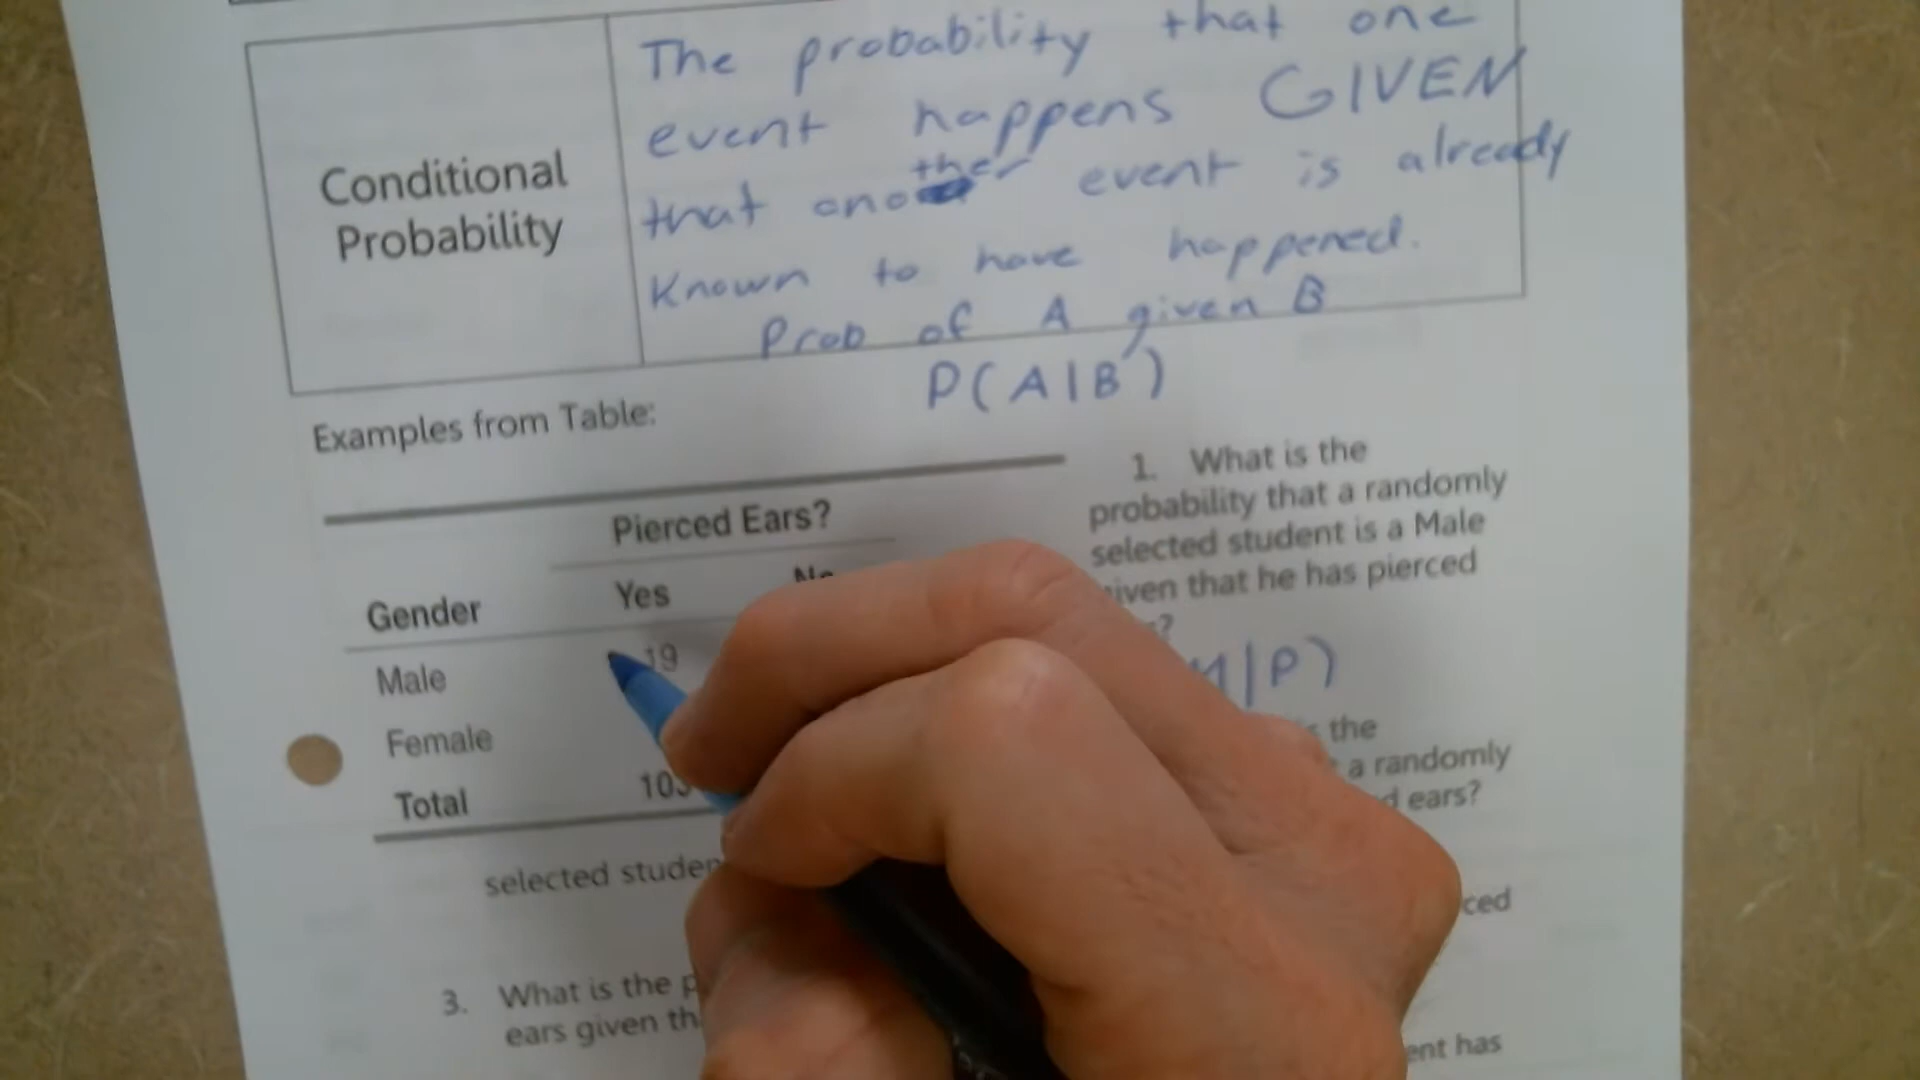 The probability that one
event happens GIVEN
that another event is already
Known to have happened.
Prob of A given B
P(A|B)
Conditional
Probability
Examples from Table:
Pierced Ears?
Gender Yes No
Male 19
Female
Total 103
1. What is the
probability that a randomly
selected student is a Male
given that he has pierced
?
M|P)
the
a randomly
ears?
selected studen
ced
3. What is the p
ears given th
ent has